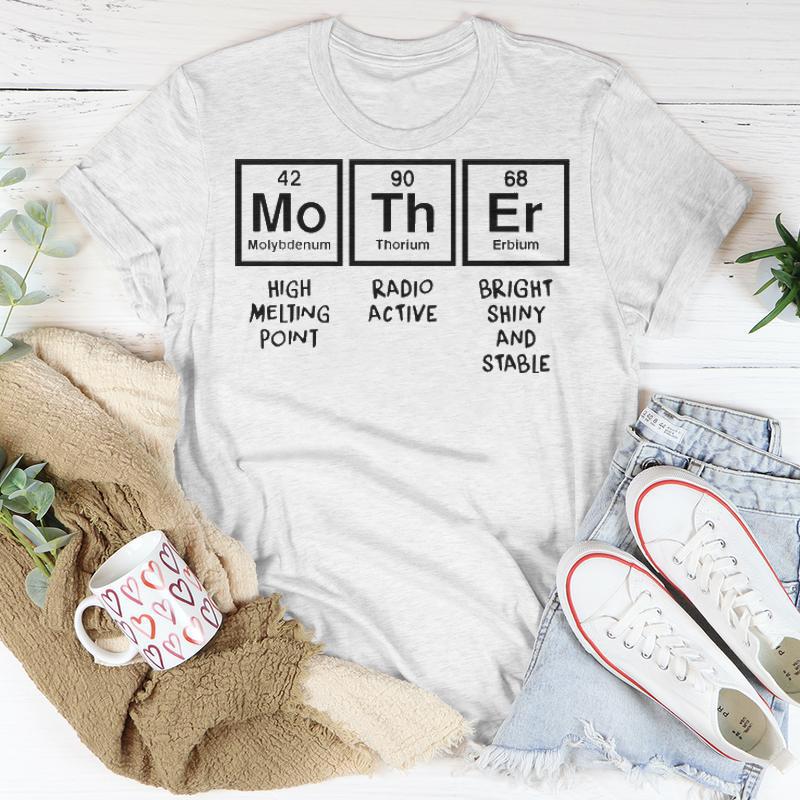 42 90 68
Mo Th Er
Molybdenum Thorium Erbium
HIGH RADIO BRIGHT
MELTING ACTIVE SHINY
POINT AND
STABLE